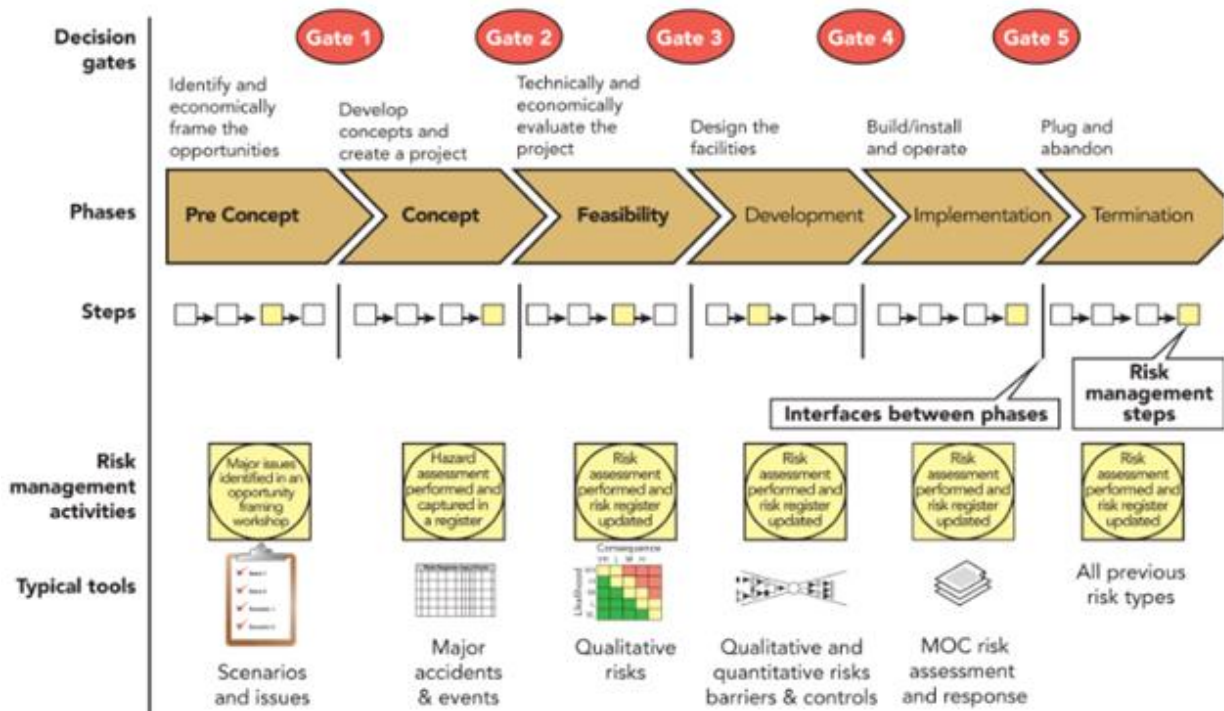 Decision
gates
Gate 1
Gate 2
Gate 3
Gate 4
Gate 5
Identify and
economically
frame the
opportunities
Develop
concepts and
create a project
Technically and
economically
evaluate the
project
Design the
facilities
Build/install
and operate
Plug and
abandon
Phases
Pre Concept
Concept
Feasibility
Development
Implementation
Termination
Steps
Interfaces between phases
Risk
management
steps
Risk
management
activities
Major issues
identified in an
opportunity
framing
workshop
Hazard
assessment
performed and
captured in
a register
Risk
assessment
performed and
risk register
updated
Risk
assessment
performed and
risk register
updated
Risk
assessment
performed and
risk register
updated
Risk
assessment
performed and
risk register
updated
Typical tools
Scenarios
and issues
Major
accidents
& events
Consequence
Likelihood
Qualitative
risks
Qualitative and
quantitative risks
barriers & controls
MOC risk
assessment
and response
All previous
risk types